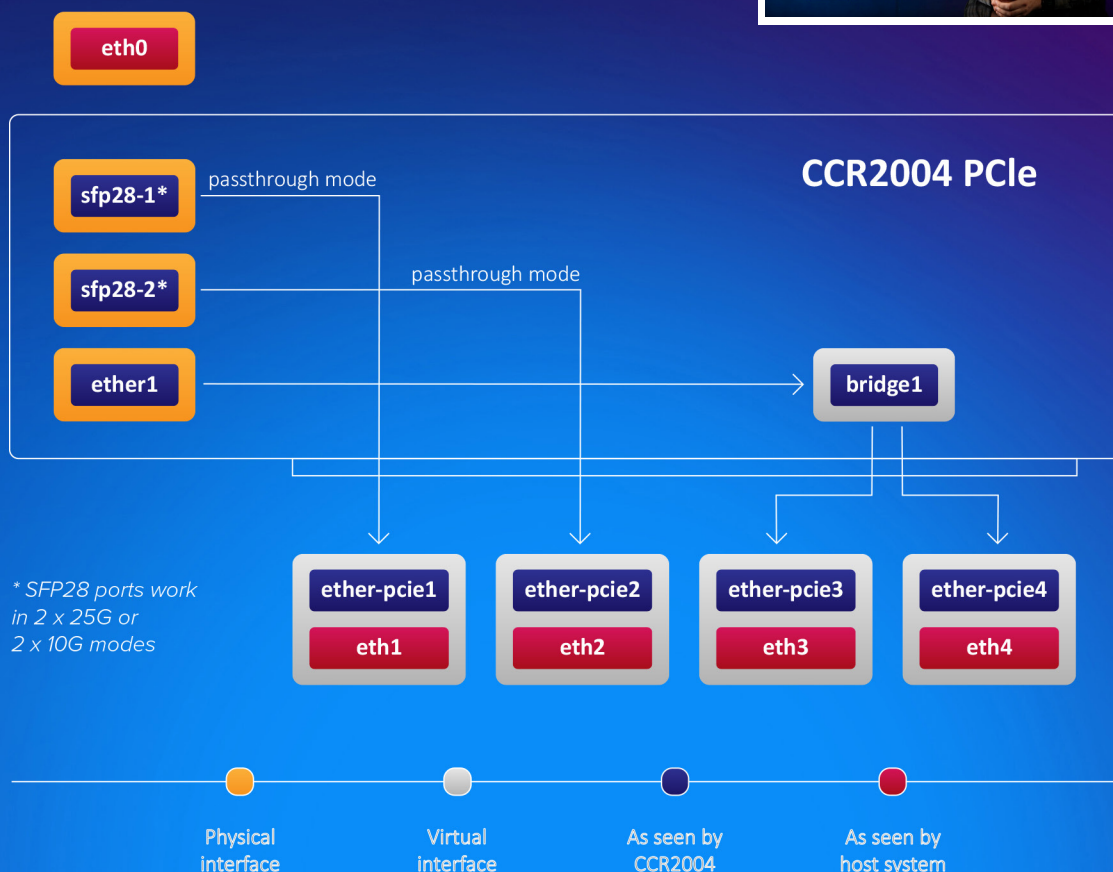 eth0
CCR2004 PCle
sfp28-1*
passthrough mode
sfp28-2*
passthrough mode
ether1
bridge1
* SFP28 ports work
in 2 x 25G or
2 x 10G modes
ether-pcie1
ether-pcie2
ether-pcie3
ether-pcie4
eth1
eth2
eth3
eth4
Physical
interface
Virtual
interface
As seen by
CCR2004
As seen by
host system